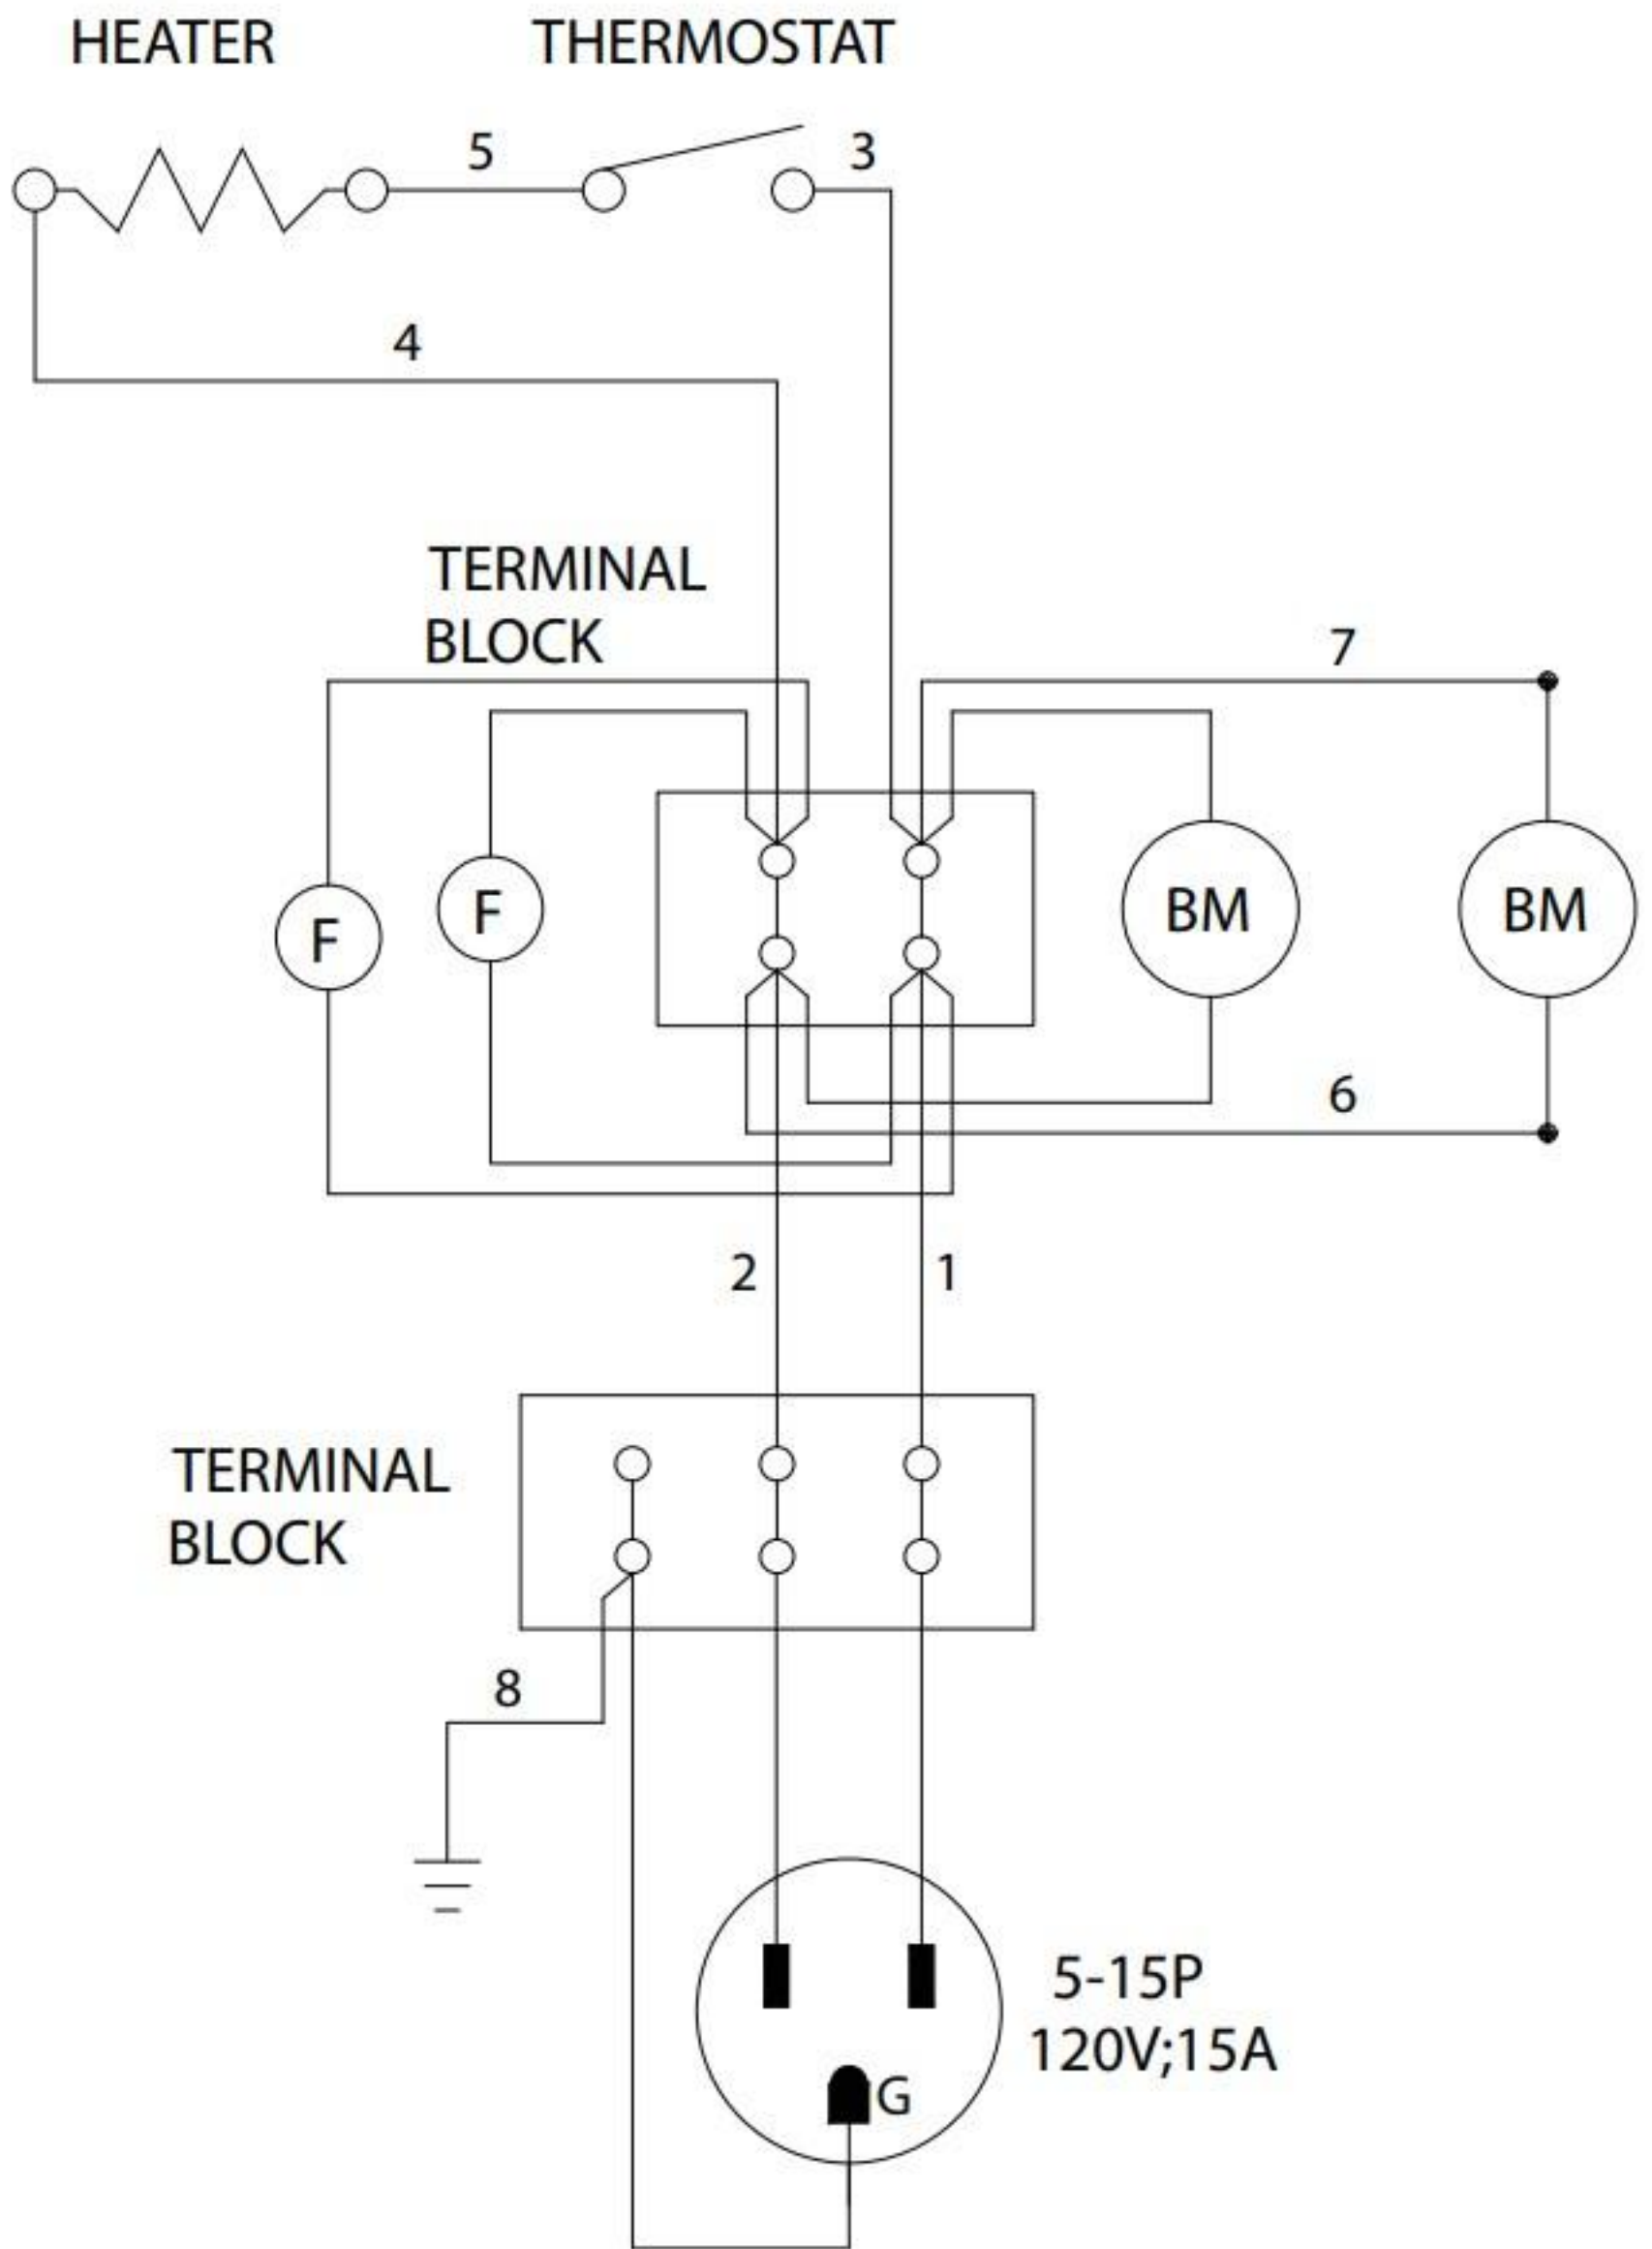 HEATER
THERMOSTAT
5
3
4
TERMINAL
BLOCK
7
F
F
BM
BM
6
2
1
TERMINAL
BLOCK
8
5-15P
120V;15A
G